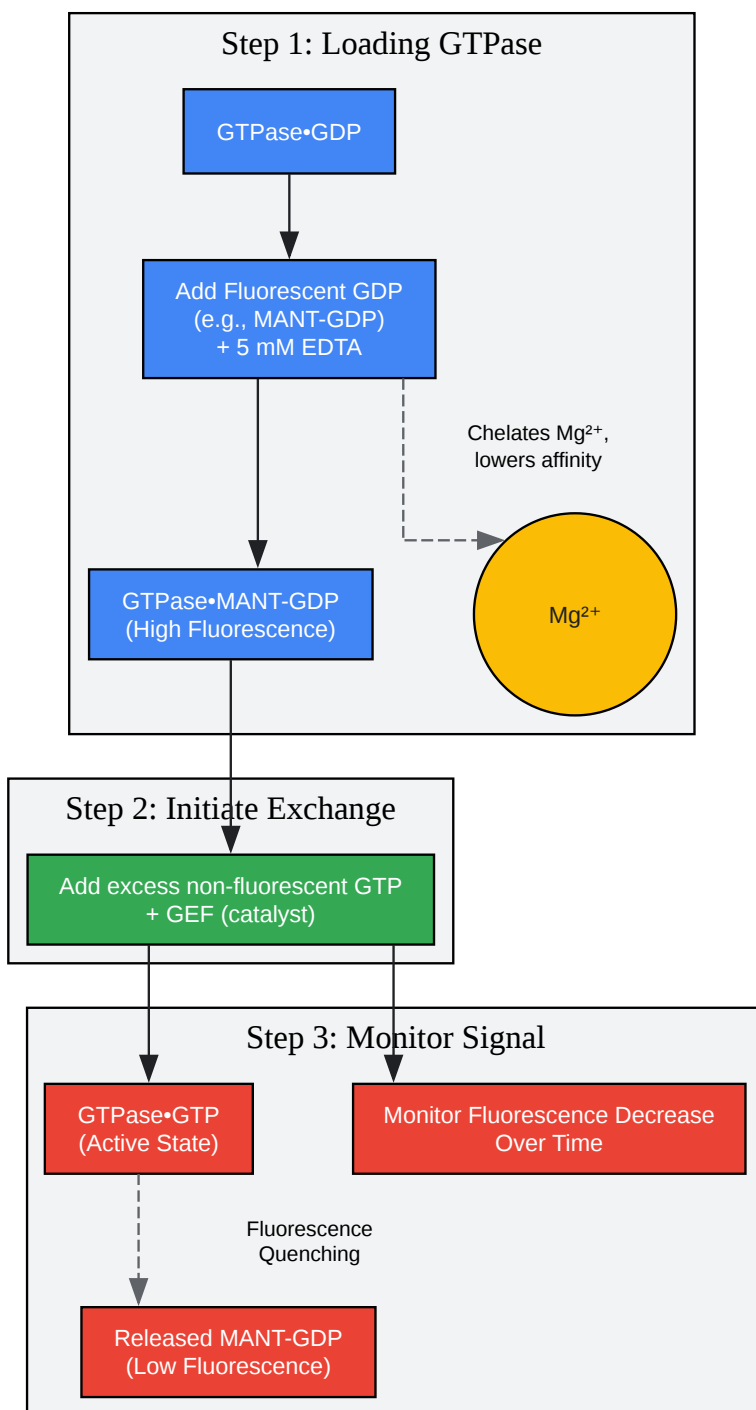 Step 1: Loading GTPase
GTPase•GDP
Add Fluorescent GDP
(e.g., MANT-GDP)
+ 5 mM EDTA
Chelates Mg²⁺,
lowers affinity
GTPase•MANT-GDP
(High Fluorescence)
Mg²⁺
Step 2: Initiate Exchange
Add excess non-fluorescent GTP
+ GEF (catalyst)
Step 3: Monitor Signal
GTPase•GTP
(Active State)
Monitor Fluorescence Decrease
Over Time
Fluorescence
Quenching
Released MANT-GDP
(Low Fluorescence)